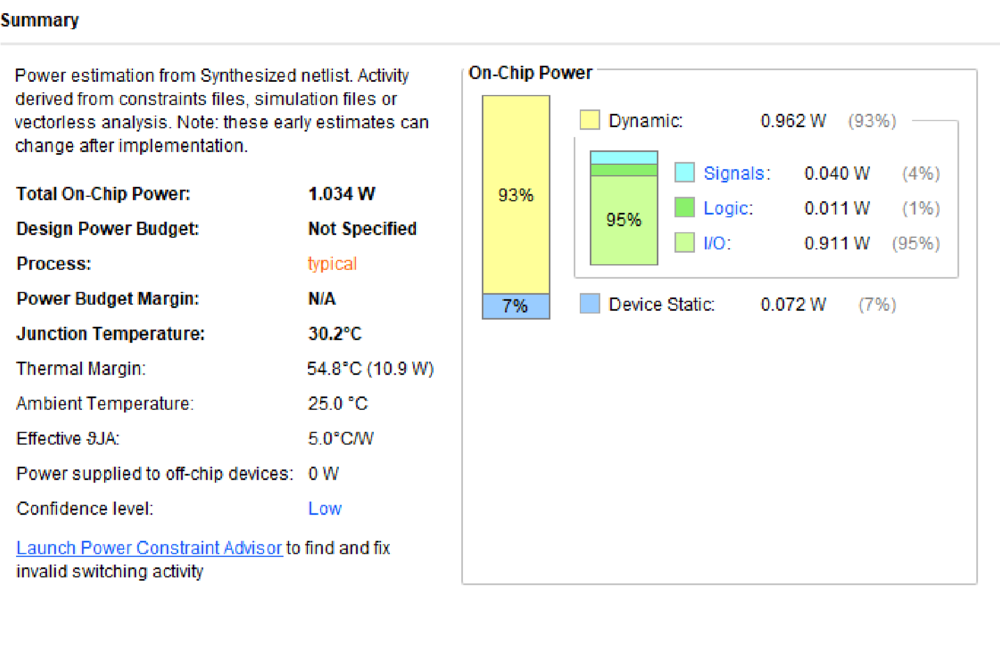 Summary
Power estimation from Synthesized netlist. Activity
derived from constraints files, simulation files or
vectorless analysis. Note: these early estimates can
change after implementation.
Total On-Chip Power: 1.034 W
Design Power Budget: Not Specified
Process: typical
Power Budget Margin: N/A
Junction Temperature: 30.2°C
Thermal Margin: 54.8°C (10.9 W)
Ambient Temperature: 25.0 °C
Effective ϑJA: 5.0°C/W
Power supplied to off-chip devices: 0 W
Confidence level: Low
Launch Power Constraint Advisor to find and fix
invalid switching activity
On-Chip Power
93%
7%
Dynamic: 0.962 W (93%)
95%
Signals: 0.040 W (4%)
Logic: 0.011 W (1%)
I/O: 0.911 W (95%)
Device Static: 0.072 W (7%)